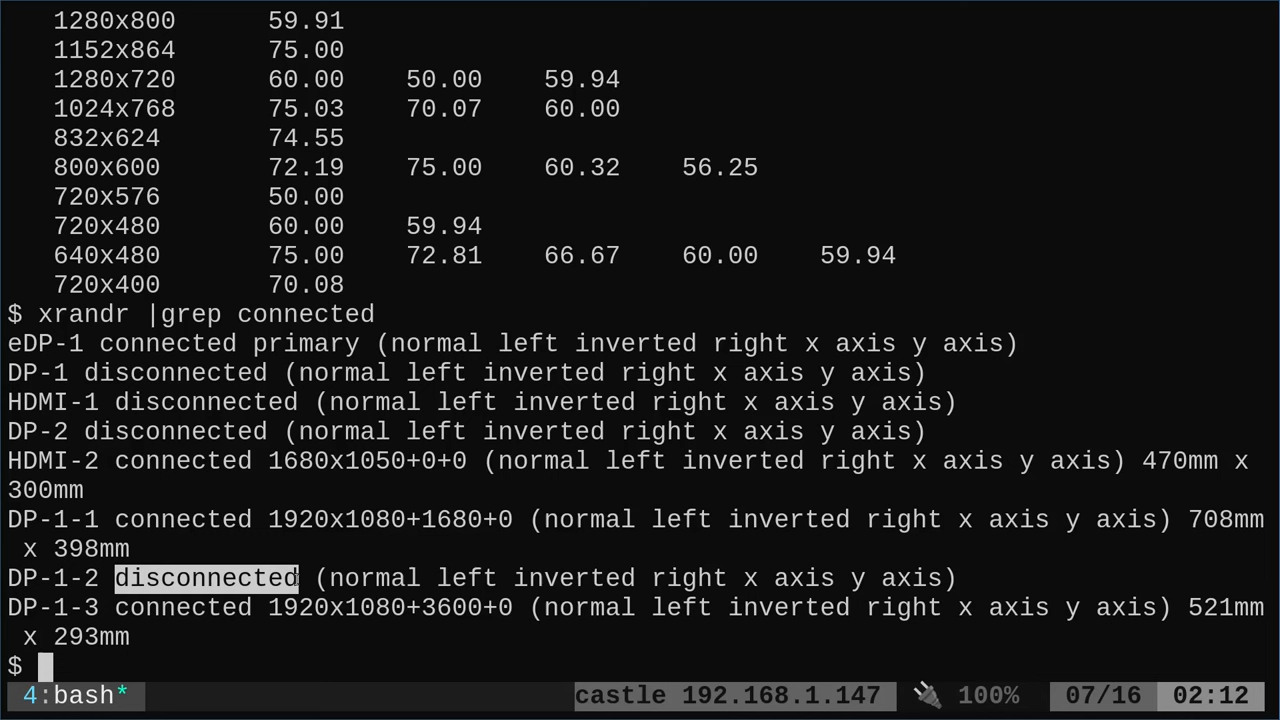 1280x800      59.91
1152x864      75.00
1280x720      60.00    50.00    59.94
1024x768      75.03    70.07    60.00
832x624       74.55
800x600       72.19    75.00    60.32    56.25
720x576       50.00
720x480       60.00    59.94
640x480       75.00    72.81    66.67    60.00    59.94
720x400       70.08
$ xrandr |grep connected
eDP-1 connected primary (normal left inverted right x axis y axis)
DP-1 disconnected (normal left inverted right x axis y axis)
HDMI-1 disconnected (normal left inverted right x axis y axis)
DP-2 disconnected (normal left inverted right x axis y axis)
HDMI-2 connected 1680x1050+0+0 (normal left inverted right x axis y axis) 470mm x
300mm
DP-1-1 connected 1920x1080+1680+0 (normal left inverted right x axis y axis) 708mm
x 398mm
DP-1-2 disconnected (normal left inverted right x axis y axis)
DP-1-3 connected 1920x1080+3600+0 (normal left inverted right x axis y axis) 521mm
x 293mm
$
4:bash* castle 192.168.1.147 🔌 100% 07/16 02:12